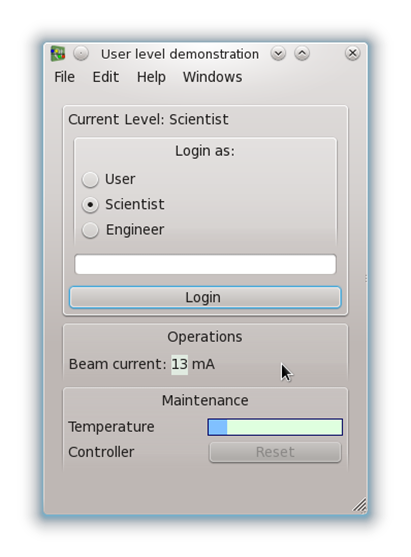 User level demonstration
File Edit Help Windows
Current Level: Scientist
Login as:
User
Scientist
Engineer
Login
Operations
Beam current: 13 mA
Maintenance
Temperature
Controller Reset